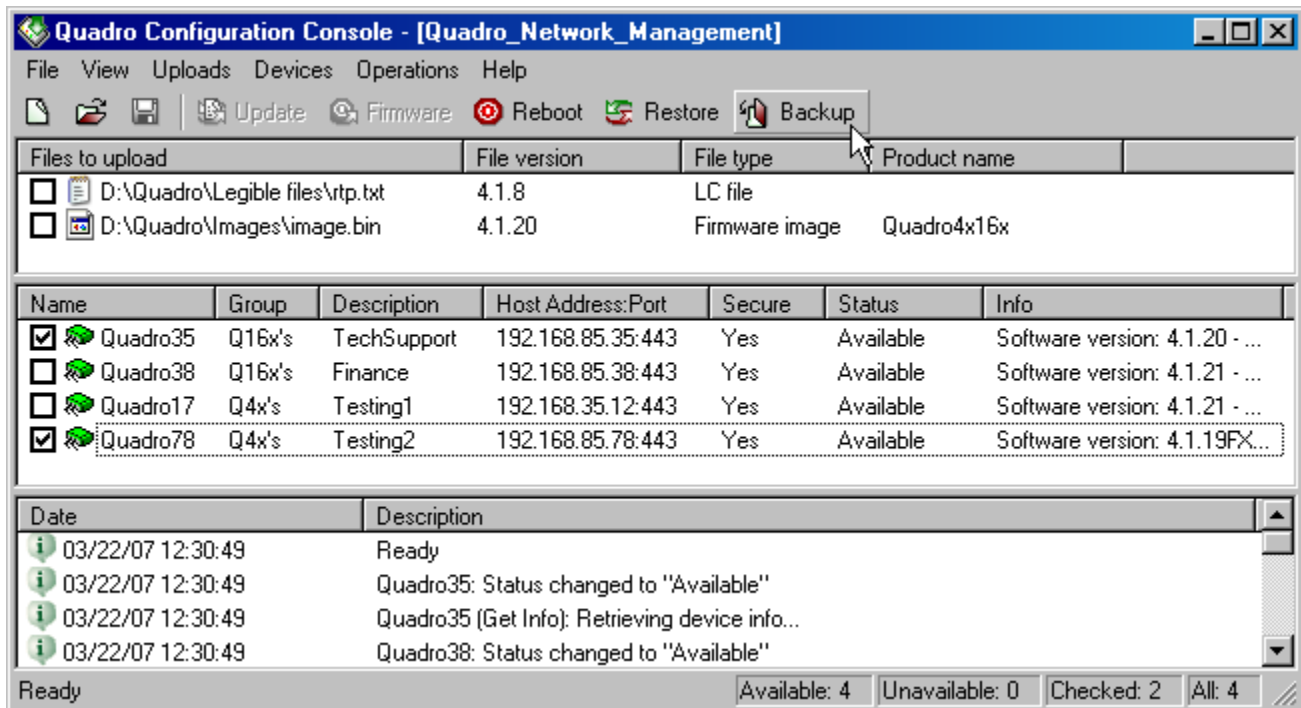 Quadro Configuration Console - [Quadro_Network_Management]
File View Uploads Devices Operations Help
Update Firmware Reboot Restore Backup
Files to upload File version File type Product name
D:\Quadro\Legible files\rtp.txt 4.1.8 LC file
D:\Quadro\Images\image.bin 4.1.20 Firmware image Quadro4x16x
Name Group Description Host Address:Port Secure Status Info
Quadro35 Q16x's TechSupport 192.168.85.35:443 Yes Available Software version: 4.1.20 - ...
Quadro38 Q16x's Finance 192.168.85.38:443 Yes Available Software version: 4.1.21 - ...
Quadro17 Q4x's Testing1 192.168.35.12:443 Yes Available Software version: 4.1.21 - ...
Quadro78 Q4x's Testing2 192.168.85.78:443 Yes Available Software version: 4.1.19FX...
Date Description
03/22/07 12:30:49 Ready
03/22/07 12:30:49 Quadro35: Status changed to "Available"
03/22/07 12:30:49 Quadro35 (Get Info): Retrieving device info...
03/22/07 12:30:49 Quadro38: Status changed to "Available"
Ready Available: 4 Unavailable: 0 Checked: 2 All: 4